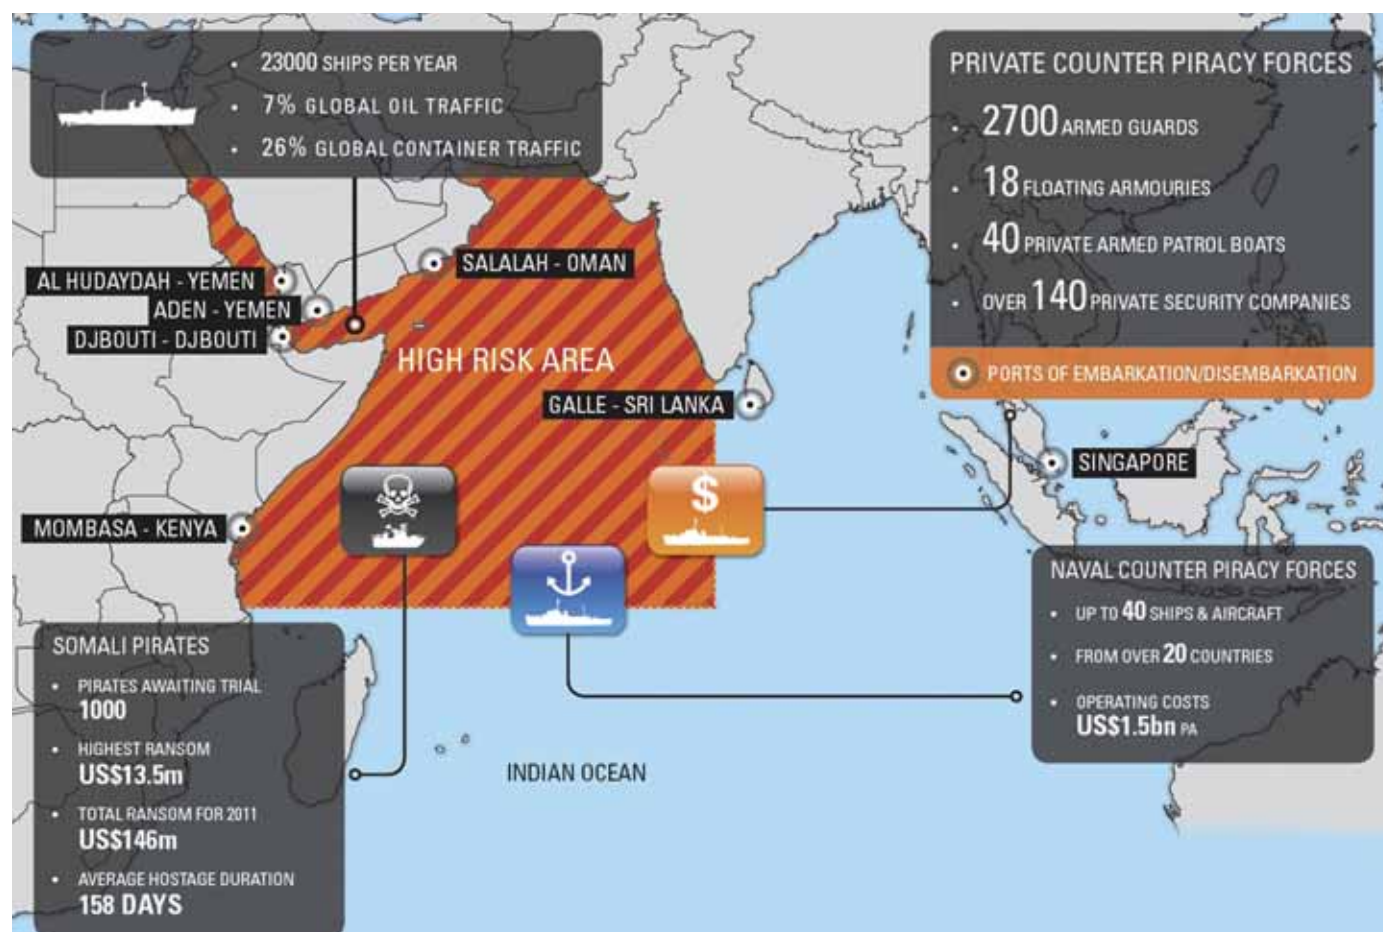 23000 SHIPS PER YEAR
7% GLOBAL OIL TRAFFIC
26% GLOBAL CONTAINER TRAFFIC
PRIVATE COUNTER PIRACY FORCES
2700 ARMED GUARDS
18 FLOATING ARMOURIES
40 PRIVATE ARMED PATROL BOATS
OVER 140 PRIVATE SECURITY COMPANIES
PORTS OF EMBARKATION/DISEMBARKATION
AL HUDAYDAH - YEMEN
ADEN - YEMEN
DJBOUTI - DJBOUTI
SALALAH - OMAN
HIGH RISK AREA
GALLE - SRI LANKA
SINGAPORE
MOMBASA - KENYA
$
NAVAL COUNTER PIRACY FORCES
UP TO 40 SHIPS & AIRCRAFT
FROM OVER 20 COUNTRIES
OPERATING COSTS
US$1.5bn PA
SOMALI PIRATES
PIRATES AWAITING TRIAL
1000
HIGHEST RANSOM
US$13.5m
TOTAL RANSOM FOR 2011
US$146m
AVERAGE HOSTAGE DURATION
158 DAYS
INDIAN OCEAN